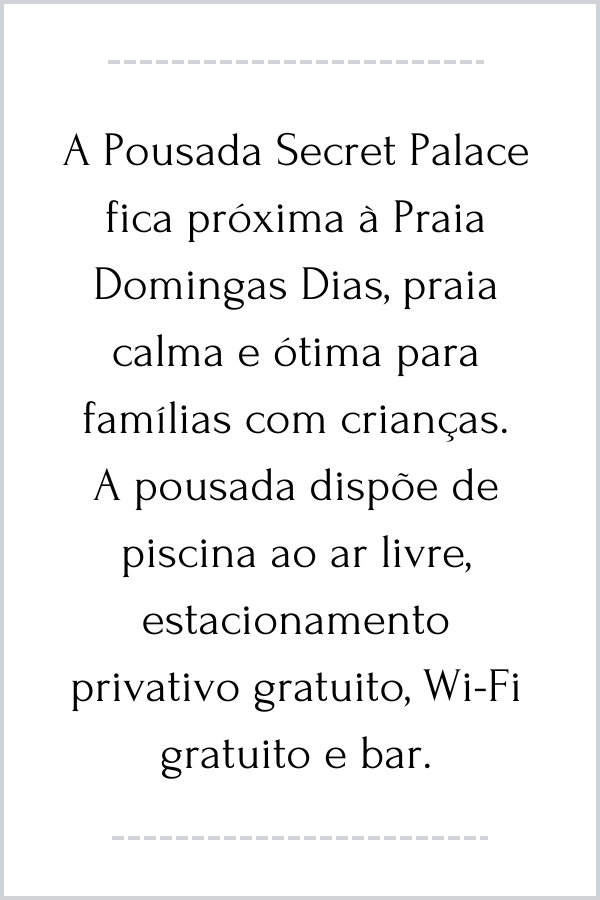 A Pousada Secret Palace
fica próxima à Praia
Domingas Dias, praia
calma e ótima para
famílias com crianças.
A pousada dispõe de
piscina ao ar livre,
estacionamento
privativo gratuito, Wi-Fi
gratuito e bar.